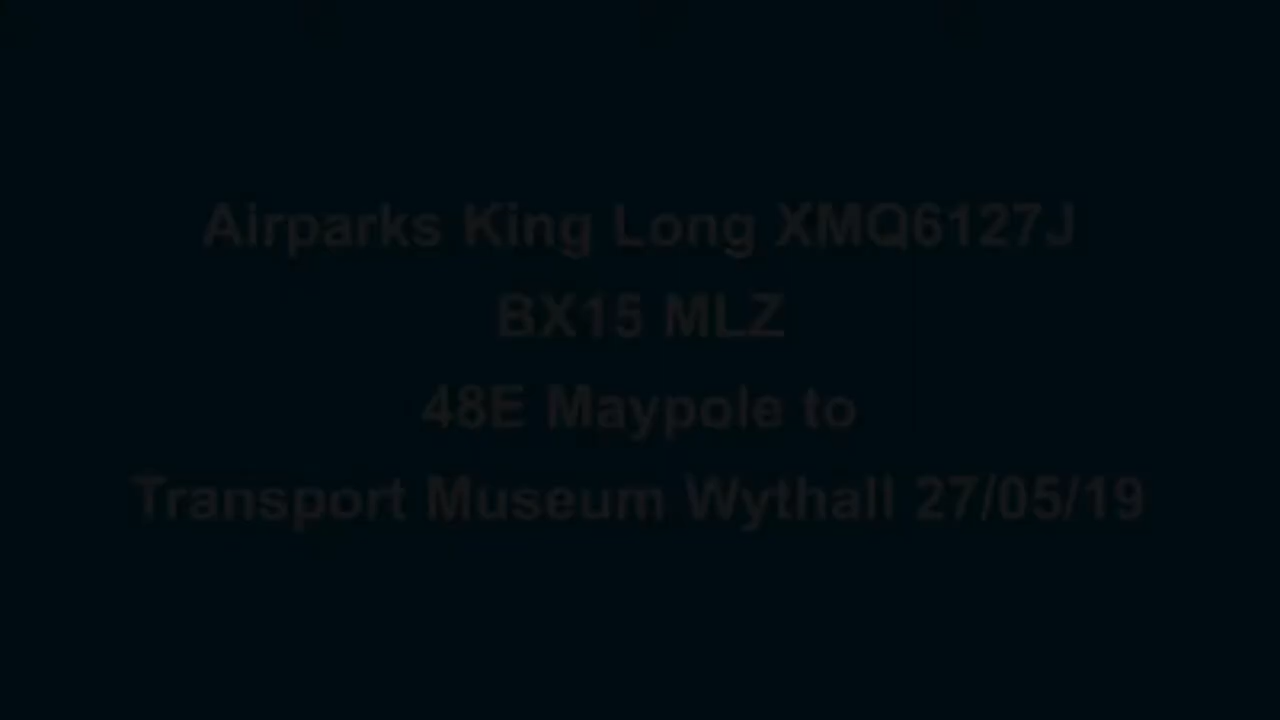 Airparks King Long XMQ6127J
BX15 MLZ
48E Maypole to
Transport Museum Wythall 27/05/19